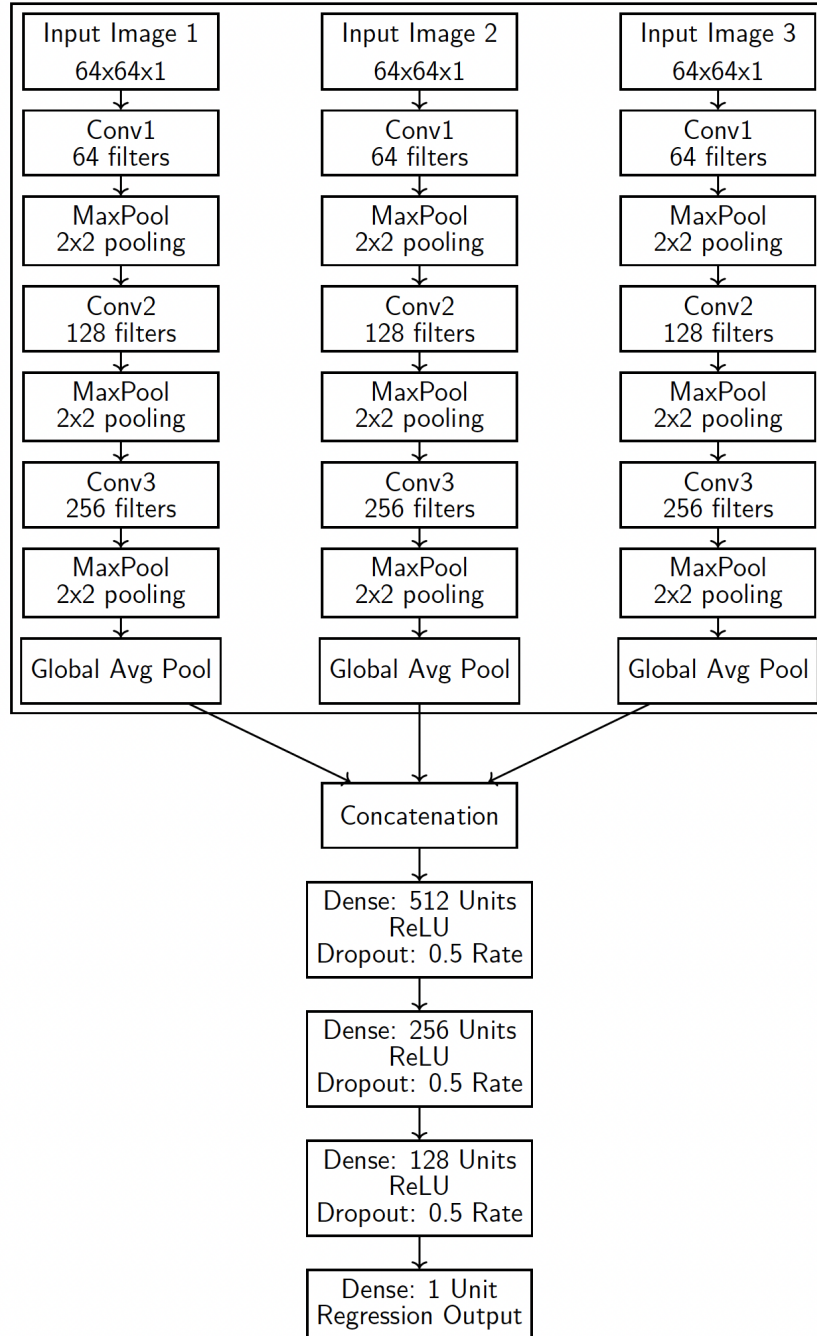 Input Image 1
64x64x1
Input Image 2
64x64x1
Input Image 3
64x64x1
Conv1
64 filters
Conv1
64 filters
Conv1
64 filters
MaxPool
2x2 pooling
MaxPool
2x2 pooling
MaxPool
2x2 pooling
Conv2
128 filters
Conv2
128 filters
Conv2
128 filters
MaxPool
2x2 pooling
MaxPool
2x2 pooling
MaxPool
2x2 pooling
Conv3
256 filters
Conv3
256 filters
Conv3
256 filters
MaxPool
2x2 pooling
MaxPool
2x2 pooling
MaxPool
2x2 pooling
Global Avg Pool
Global Avg Pool
Global Avg Pool
Concatenation
Dense: 512 Units
ReLU
Dropout: 0.5 Rate
Dense: 256 Units
ReLU
Dropout: 0.5 Rate
Dense: 128 Units
ReLU
Dropout: 0.5 Rate
Dense: 1 Unit
Regression Output